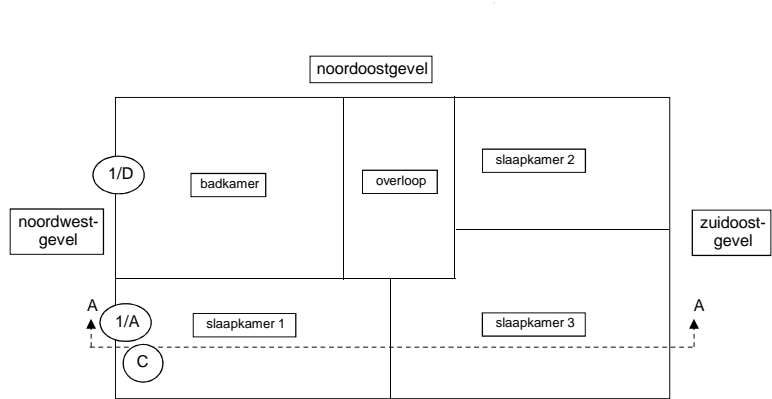 noordoostgevel
1/D
badkamer
overloop
slaapkamer 2
noordwest-
gevel
zuidoost-
gevel
A
A
1/A
slaapkamer 1
slaapkamer 3
C